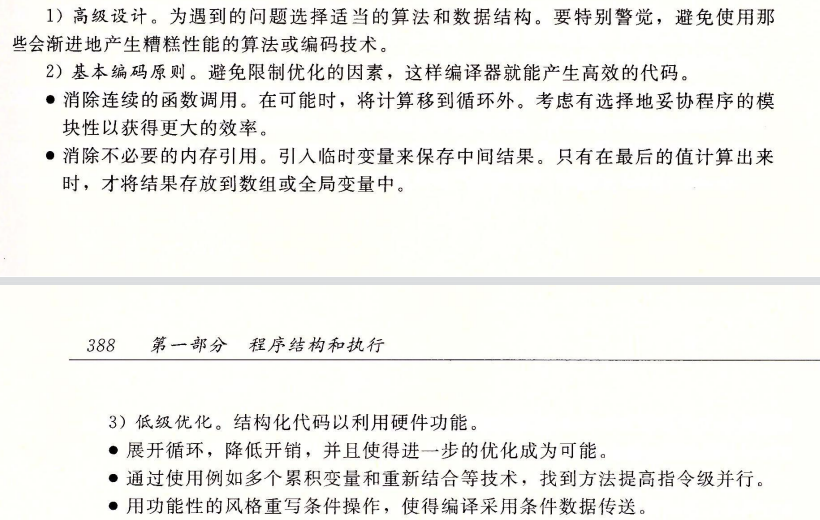 1) 高级设计。为遇到的问题选择适当的算法和数据结构。要特别警觉，避免使用那
些会渐进地产生糟糕性能的算法或编码技术。
2) 基本编码原则。避免限制优化的因素，这样编译器就能产生高效的代码。
● 消除连续的函数调用。在可能时，将计算移到循环外。考虑有选择地妥协程序的模
块性以获得更大的效率。
● 消除不必要的内存引用。引入临时变量来保存中间结果。只有在最后的值计算出来
时，才将结果存放到数组或全局变量中。
388 第一部分 程序结构和执行
3) 低级优化。结构化代码以利用硬件功能。
● 展开循环，降低开销，并且使得进一步的优化成为可能。
● 通过使用例如多个累积变量和重新结合等技术，找到方法提高指令级并行。
● 用功能性的风格重写条件操作，使得编译采用条件数据传送。